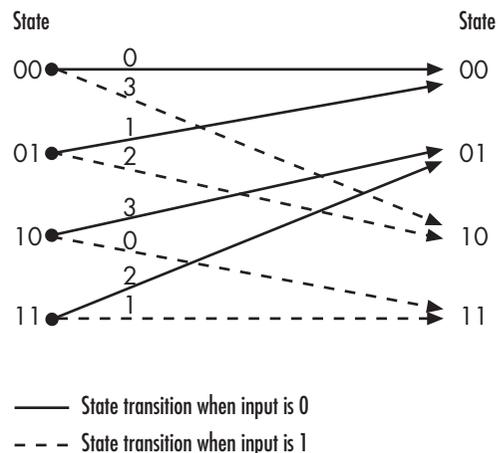 State State
00 0 00
3
1
01 2 01
3
10 0 10
2
11 1 11
State transition when input is 0
State transition when input is 1